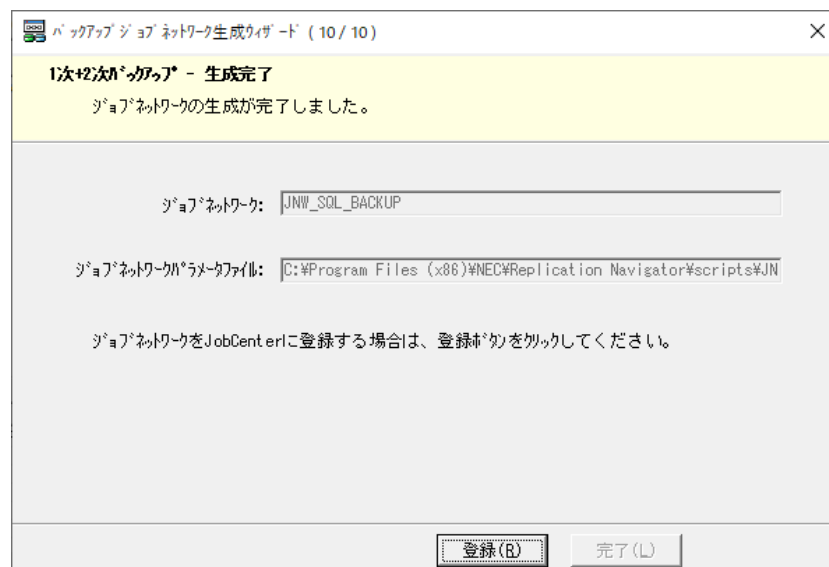 ﾊﾞｯｸｱｯﾌﾟｼﾞｮﾌﾞﾈｯﾄﾜｰｸ生成ｳｨｻﾞｰﾄﾞ ( 10 / 10 )
1次+2次ﾊﾞｯｸｱｯﾌﾟ - 生成完了
ｼﾞｮﾌﾞﾈｯﾄﾜｰｸの生成が完了しました。
ｼﾞｮﾌﾞﾈｯﾄﾜｰｸ: JNW_SQL_BACKUP
ｼﾞｮﾌﾞﾈｯﾄﾜｰｸﾊﾟﾗﾒｰﾀﾌｧｲﾙ: C:¥Program Files (x86)¥NEC¥Replication Navigator¥scripts¥JN
ｼﾞｮﾌﾞﾈｯﾄﾜｰｸをJobCenterに登録する場合は、登録ﾎﾞﾀﾝをｸﾘｯｸしてください。
登録(R) 完了(L)